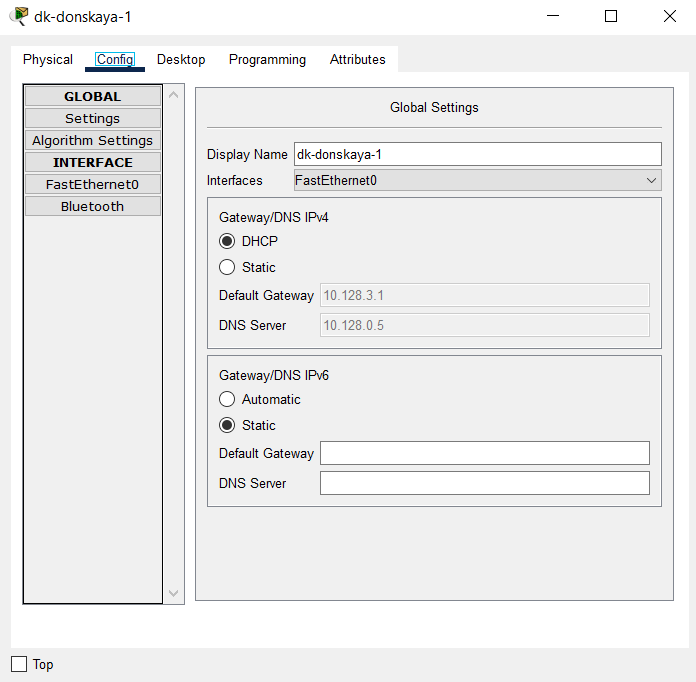 dk-donskaya-1
Physical Config Desktop Programming Attributes
GLOBAL
Settings
Algorithm Settings
INTERFACE
FastEthernet0
Bluetooth
Global Settings
Display Name dk-donskaya-1
Interfaces FastEthernet0
Gateway/DNS IPv4
DHCP
Static
Default Gateway 10.128.3.1
DNS Server 10.128.0.5
Gateway/DNS IPv6
Automatic
Static
Default Gateway
DNS Server
Top